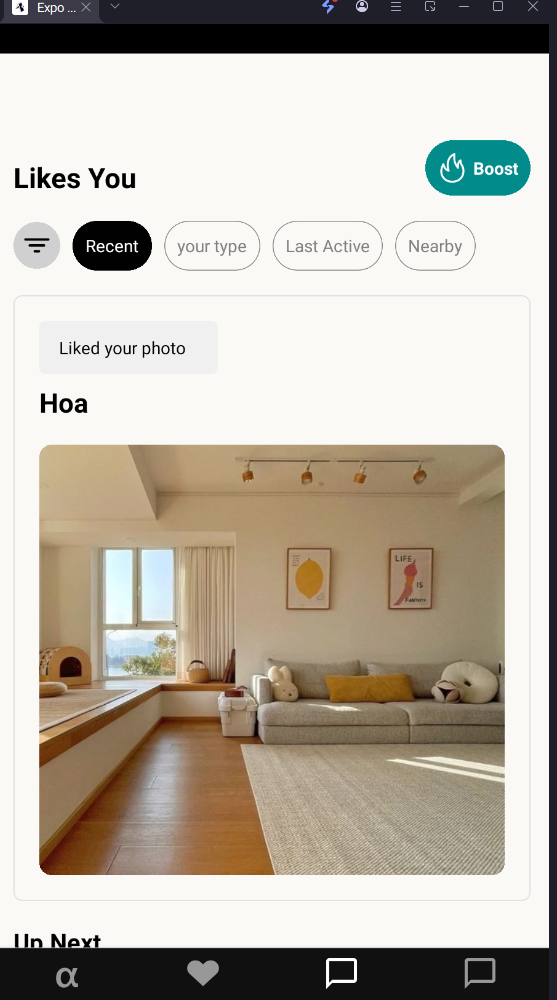 Expo ...
Likes You
Boost
Recent
your type
Last Active
Nearby
Liked your photo
Hoa
LIFE
IS
Up Next
α